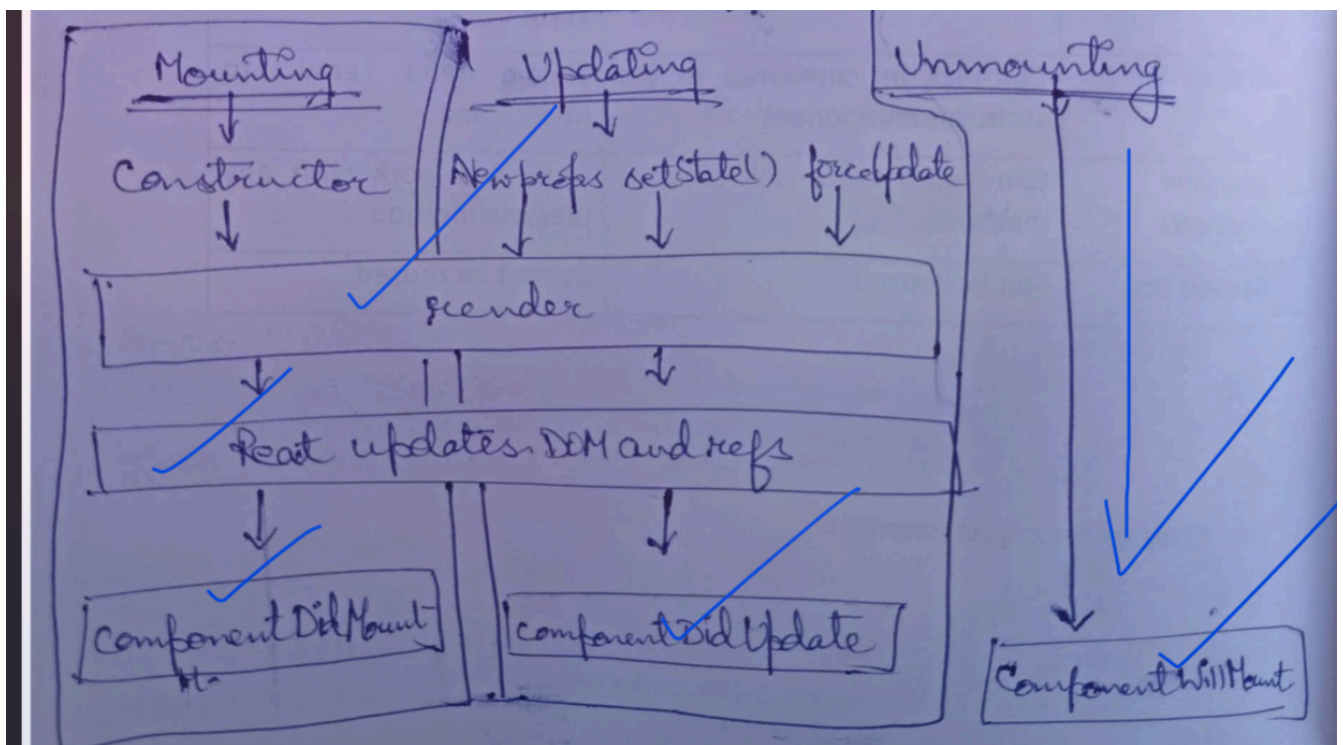 Mounting Updating Unmounting
Constructor New props setState() forceUpdate
render
React updates DOM and refs
ComponentDidMount componentDidUpdate ComponentWillMount